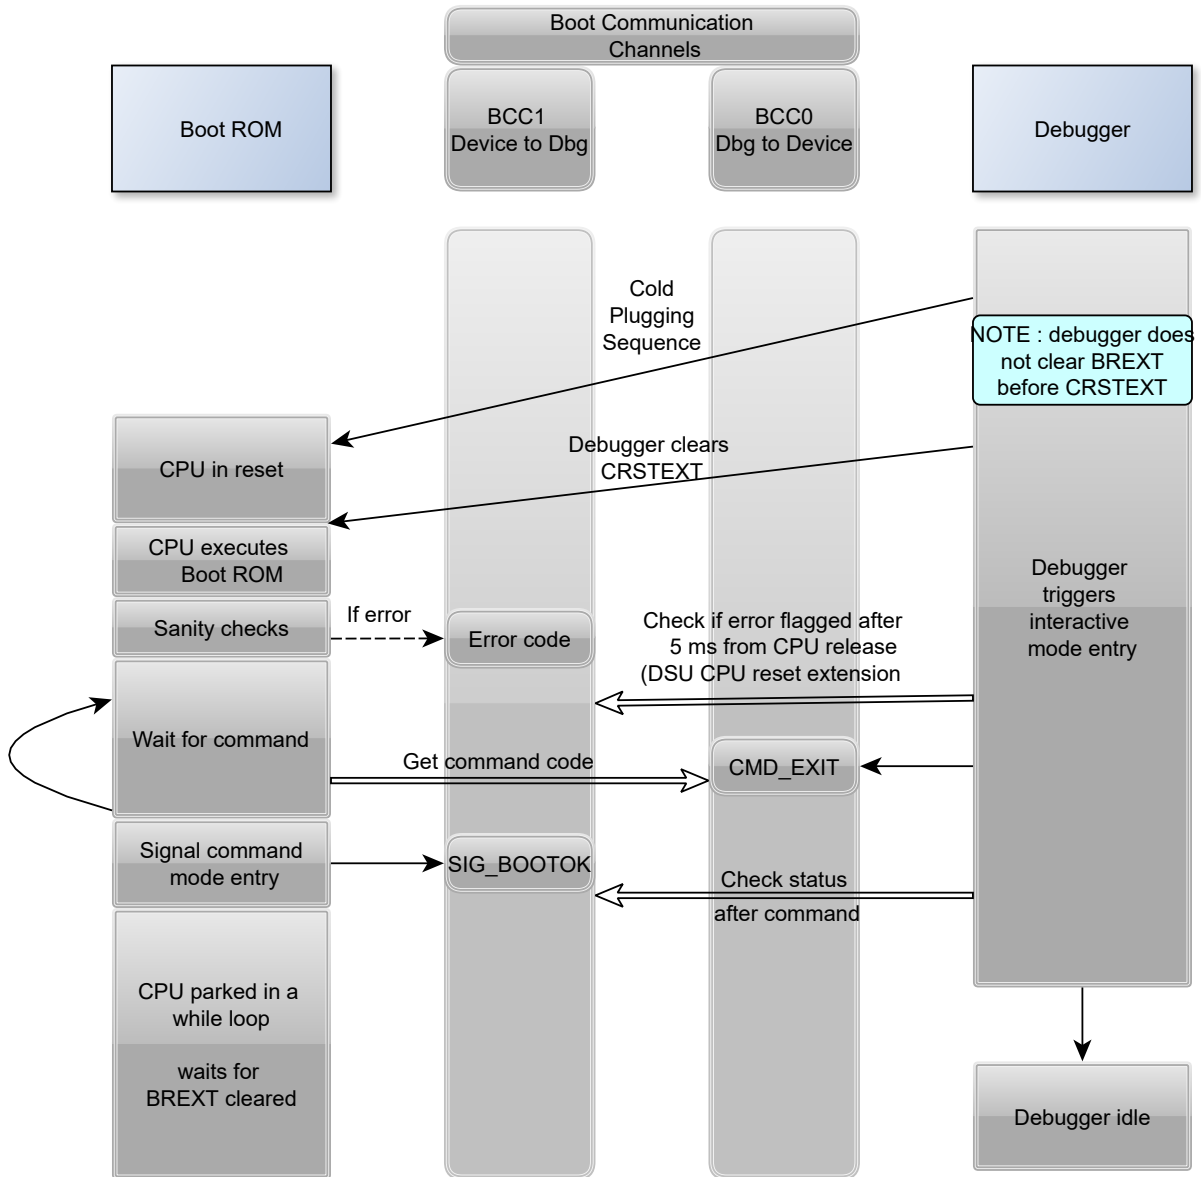 Boot Communication
Channels
Boot ROM
BCC1
Device to Dbg
BCC0
Dbg to Device
Debugger
Cold
Plugging
Sequence
NOTE : debugger does
not clear BREXT
before CRSTEXT
Debugger clears
CRSTEXT
CPU in reset
CPU executes
Boot ROM
Debugger
triggers
interactive
mode entry
Sanity checks
If error
Error code
Check if error flagged after
5 ms from CPU release
(DSU CPU reset extension
Wait for command
Get command code
CMD_EXIT
Signal command
mode entry
SIG_BOOTOK
Check status
after command
CPU parked in a
while loop
waits for
BREXT cleared
Debugger idle